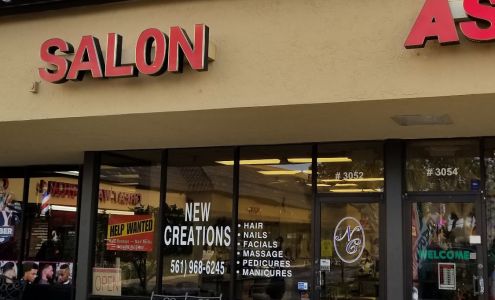 SALON
AS
# 3052
# 3054
HELP WANTED
NEW
CREATIONS
561) 968-6245
• HAIR
• NAILS
• FACIALS
• MASSAGE
• PEDICURES
• MANICURES
NC
WELCOME
OPEN